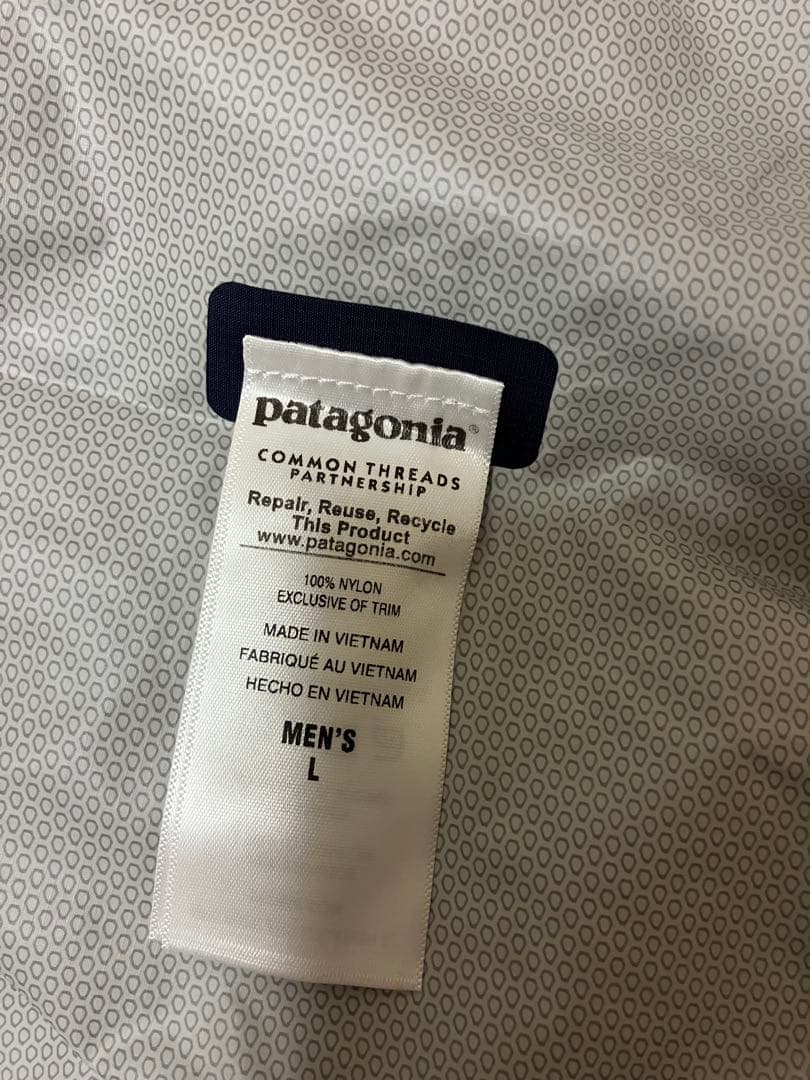 patagonia®
COMMON THREADS
PARTNERSHIP
Repair, Reuse, Recycle
This Product
www.patagonia.com
100% NYLON
EXCLUSIVE OF TRIM
MADE IN VIETNAM
FABRIQUÉ AU VIETNAM
HECHO EN VIETNAM
MEN'S
L